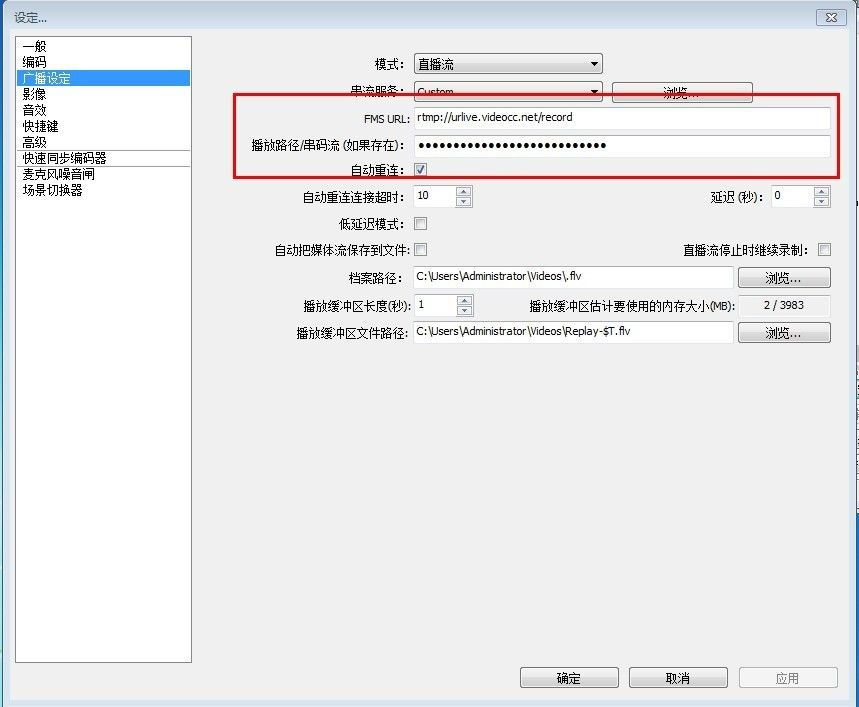 设定...
一般
编码
广播设定
影像
音效
快捷键
高级
快速同步编码器
麦克风噪音闸
场景切换器
模式: 直播流
串流服务: Custom 浏览...
FMS URL: rtmp://urlive.videocc.net/record
播放路径/串码流 (如果存在): ●●●●●●●●●●●●●●●●●●●●●●●●●●●
自动重连:
自动重连连接超时: 10 延迟 (秒): 0
低延迟模式:
自动把媒体流保存到文件: 直播流停止时继续录制:
档案路径: C:\Users\Administrator\Videos\.flv 浏览...
播放缓冲区长度(秒): 1 播放缓冲区估计要使用的内存大小(MB): 2 / 3983
播放缓冲区文件路径: C:\Users\Administrator\Videos\Replay-$T.flv 浏览...
确定 取消 应用